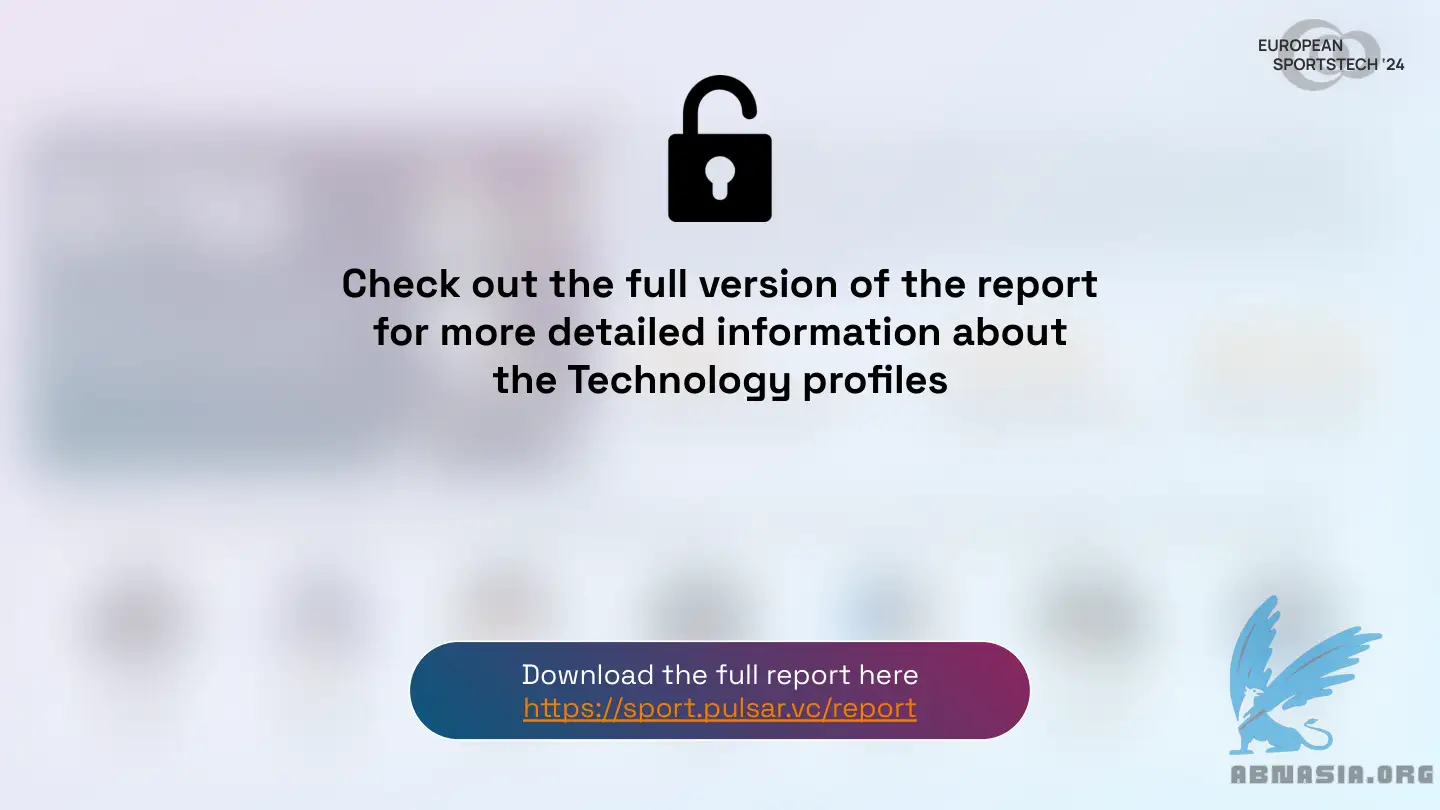 EUROPEAN
SPORTSTECH '24
Check out the full version of the report
for more detailed information about
the Technology profiles
Download the full report here
https://sport.pulsar.vc/report
ABNASIA.ORG